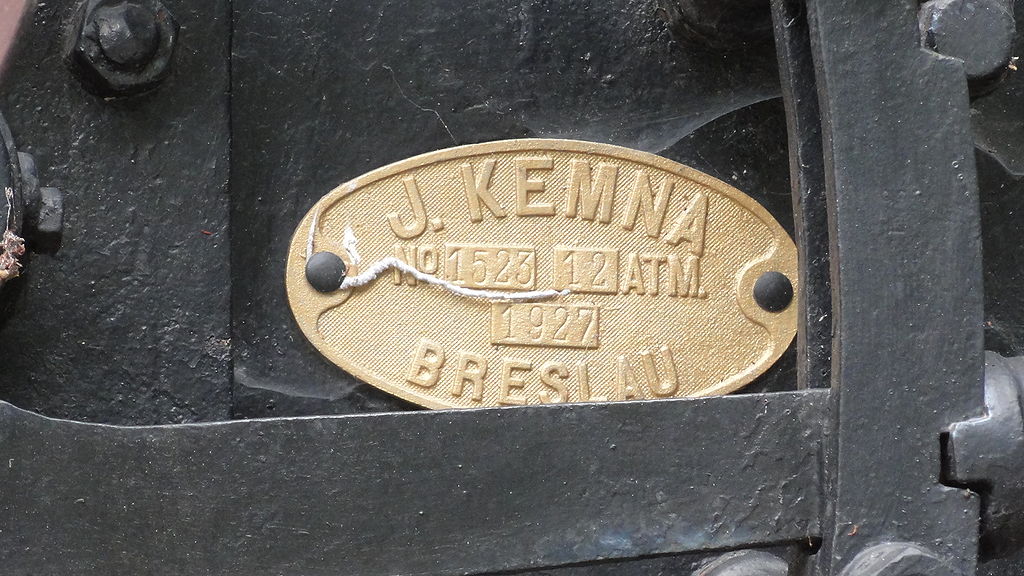 J. KEMNA
No 1523 12 ATM.
1927
BRESLAU